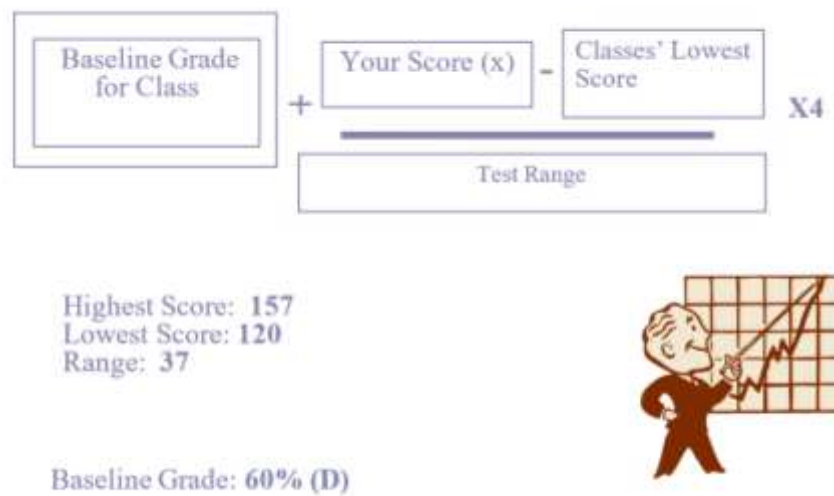 Baseline Grade
for Class
+
Your Score (x)
-
Classes' Lowest
Score
X4
Test Range
Highest Score: 157
Lowest Score: 120
Range: 37
Baseline Grade: 60% (D)